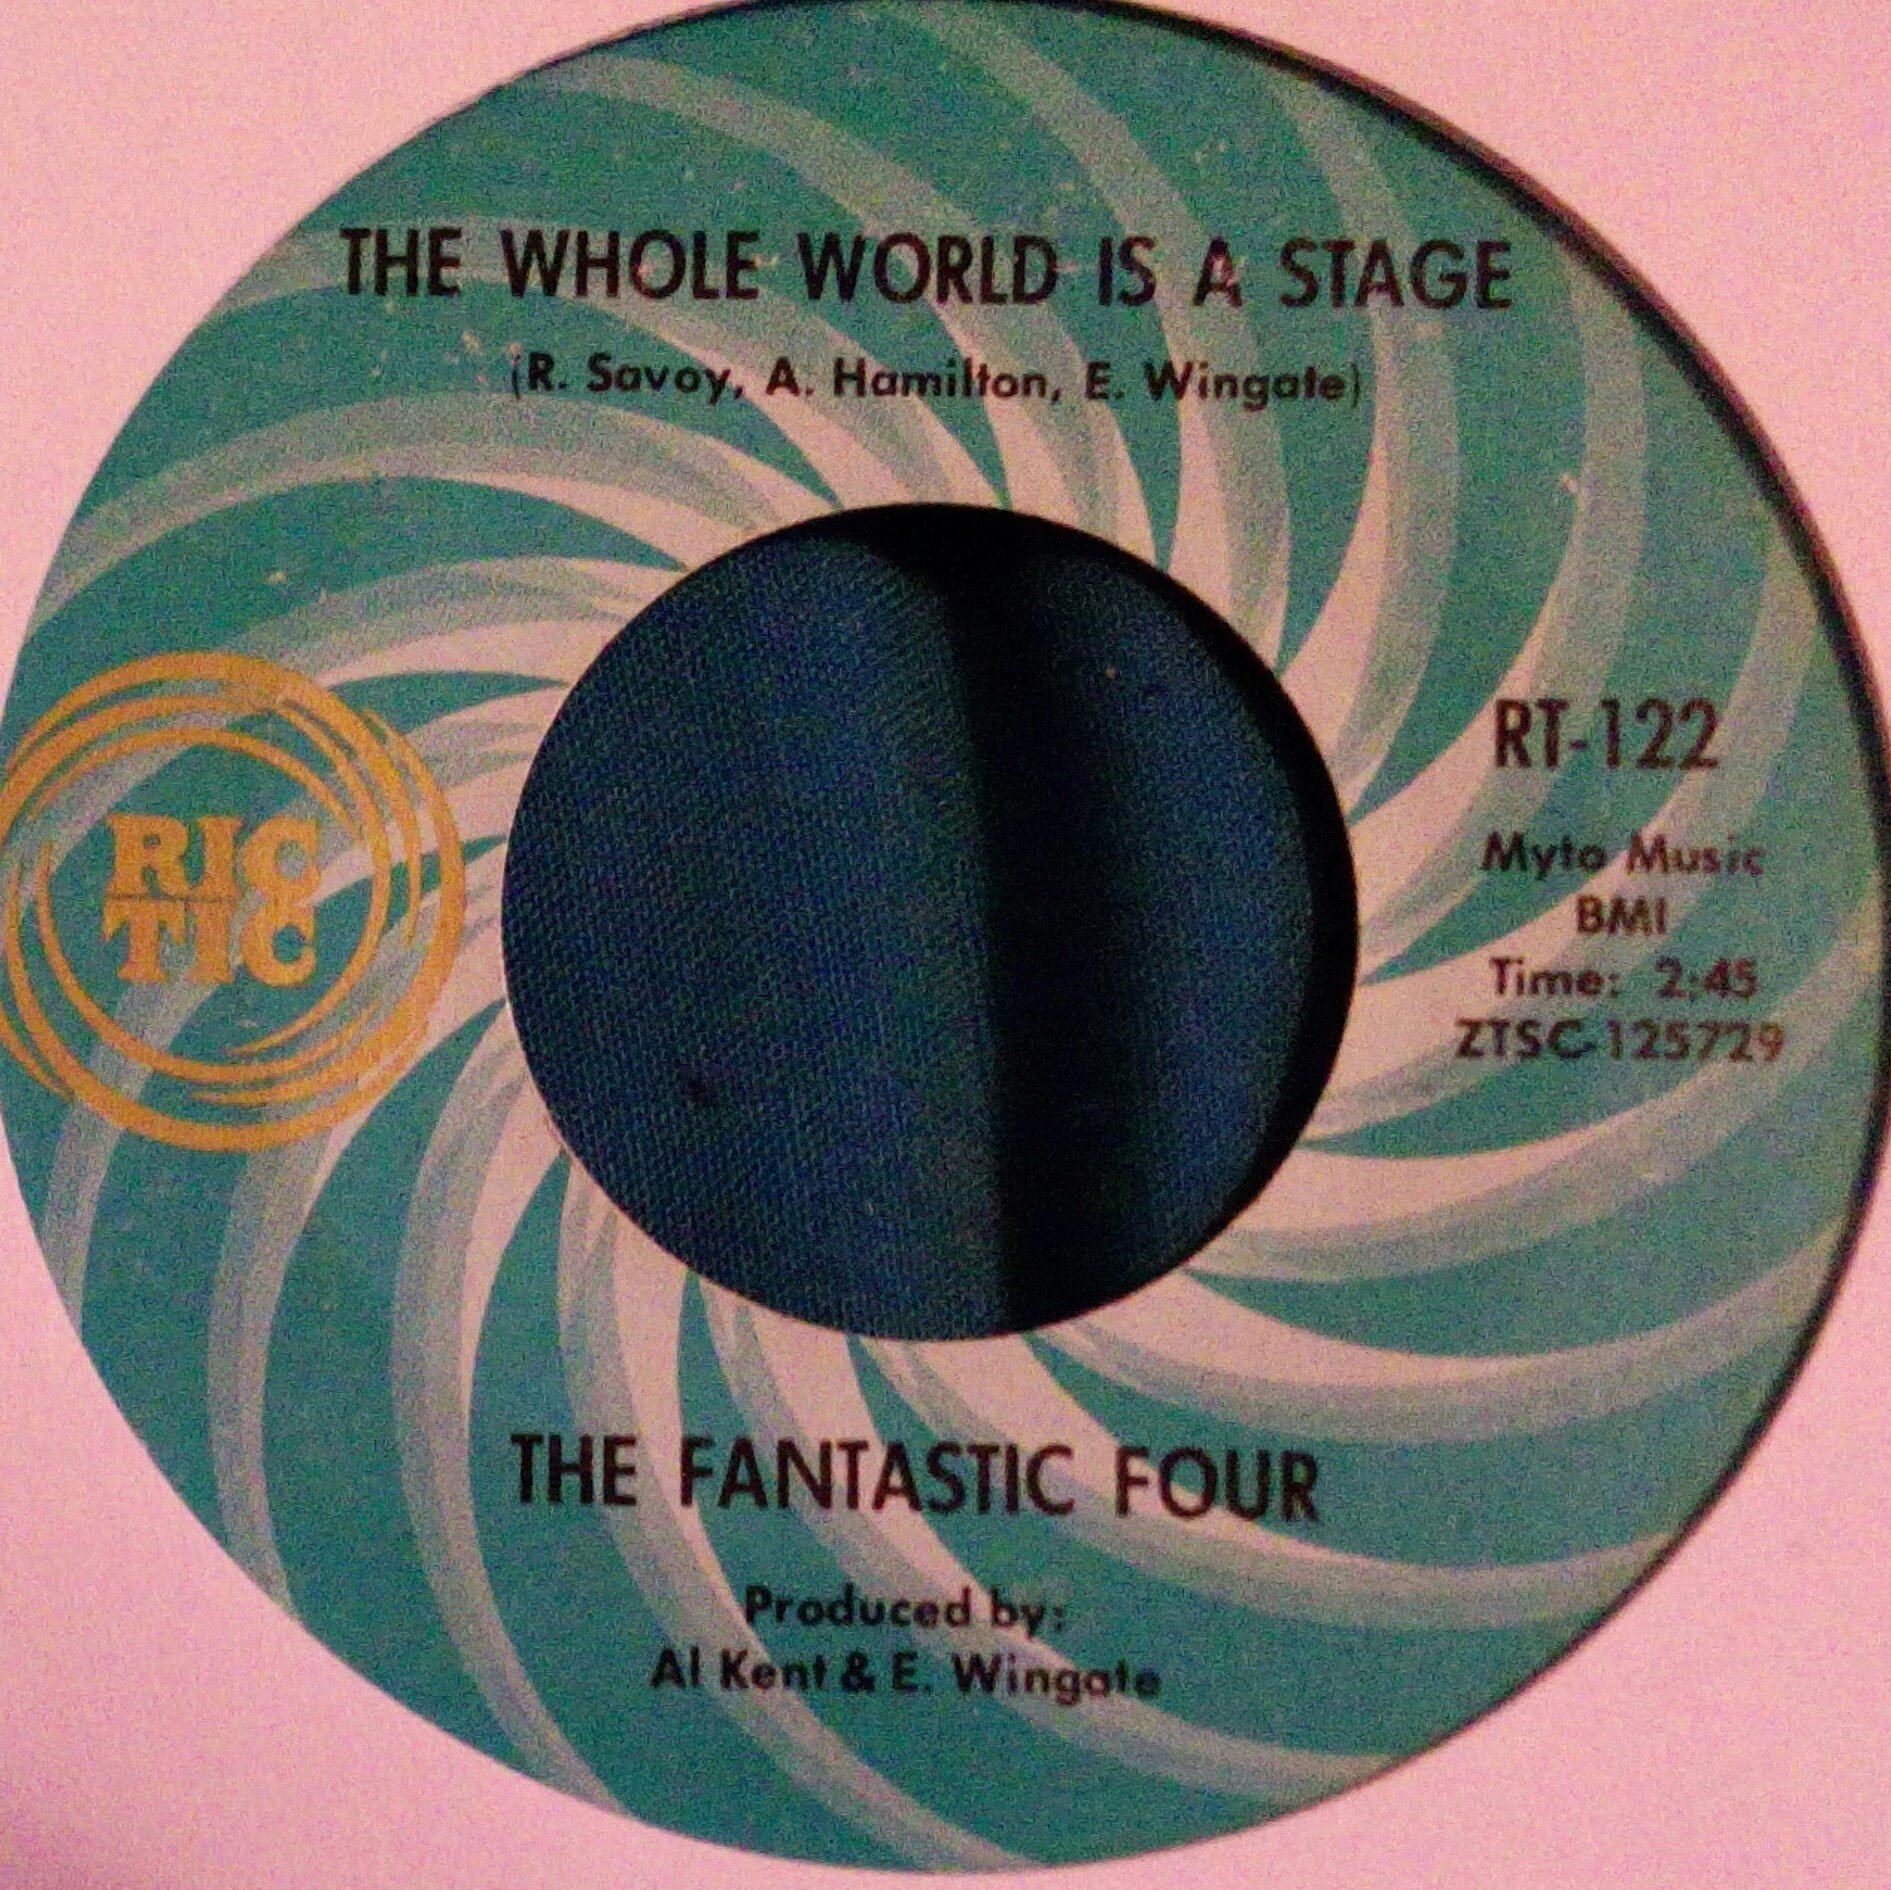 THE WHOLE WORLD IS A STAGE
(R. Savoy, A. Hamilton, E. Wingate)
RIC
TIC
RT-122
Myto Music
BMI
Time: 2:45
ZTSC-125729
THE FANTASTIC FOUR
Produced by:
Al Kent & E. Wingate